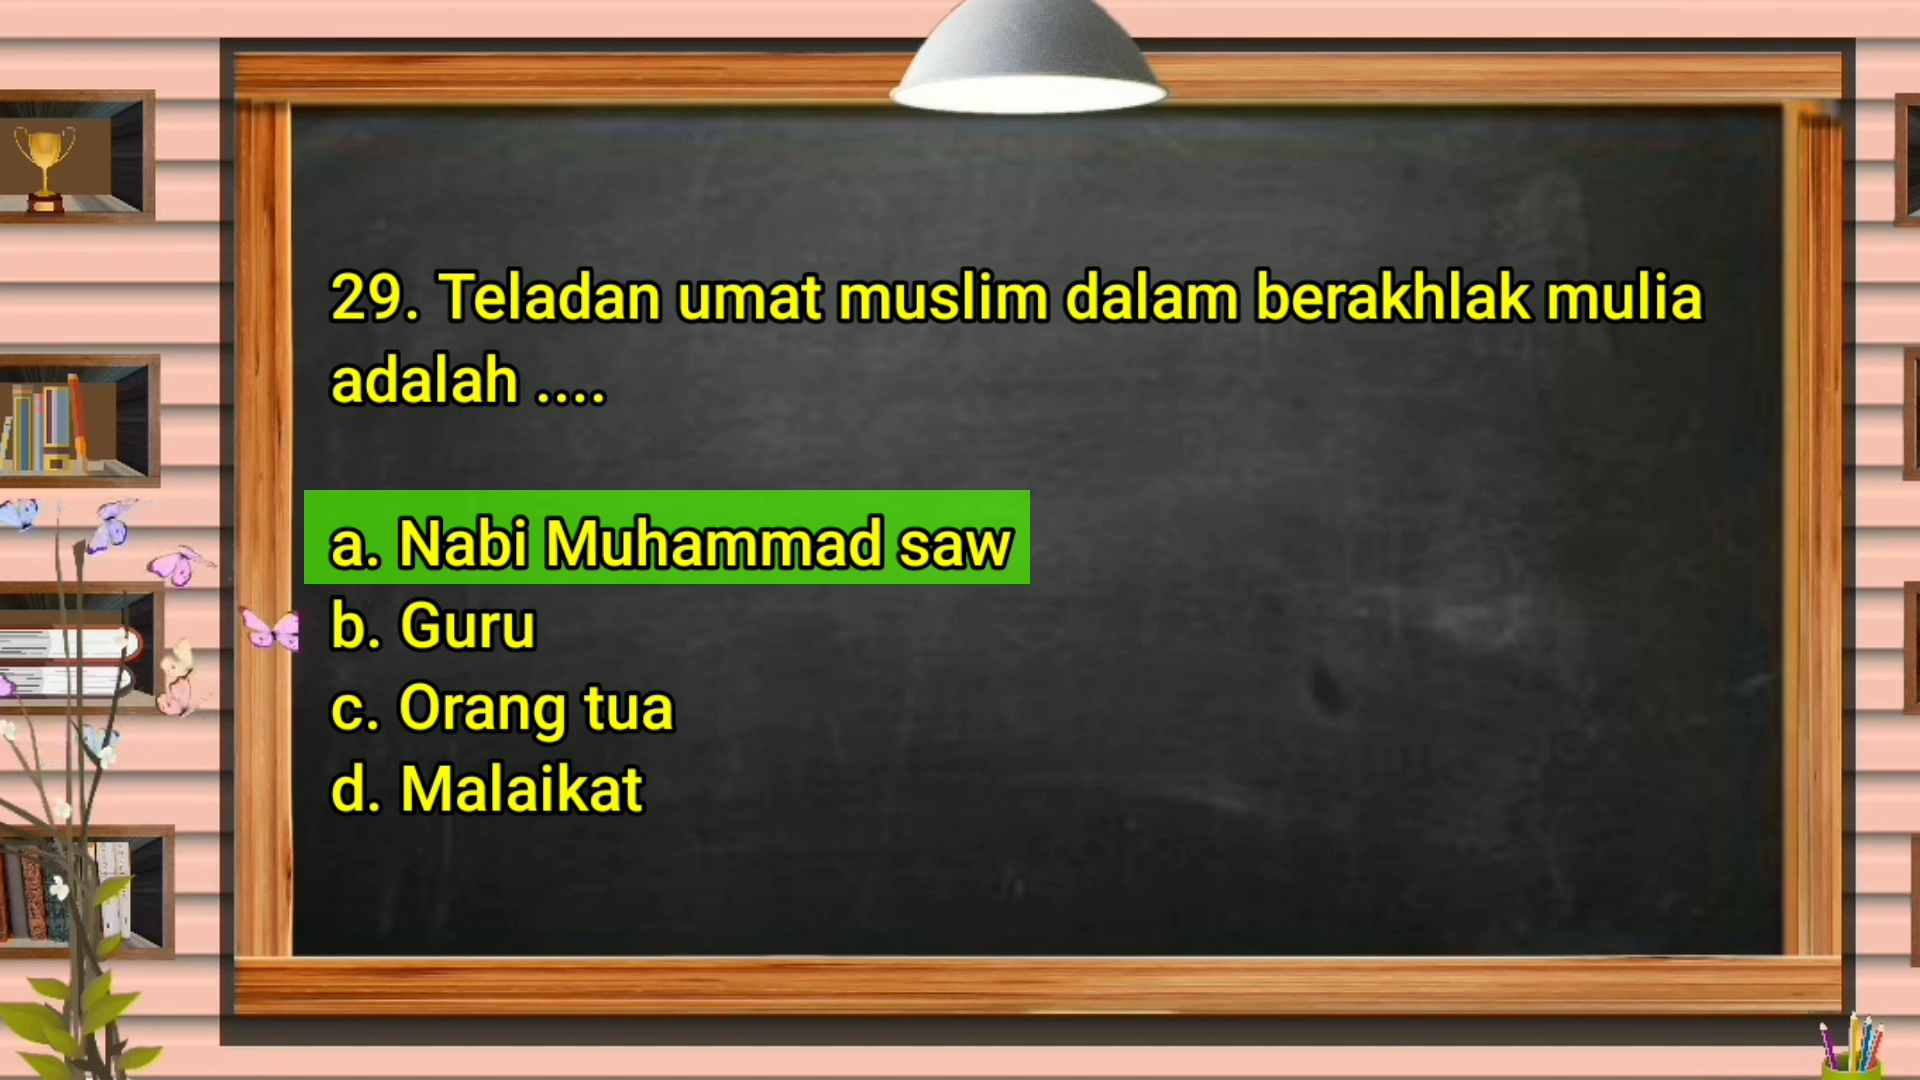 29. Teladan umat muslim dalam berakhlak mulia
adalah ....
a. Nabi Muhammad saw
b. Guru
c. Orang tua
d. Malaikat